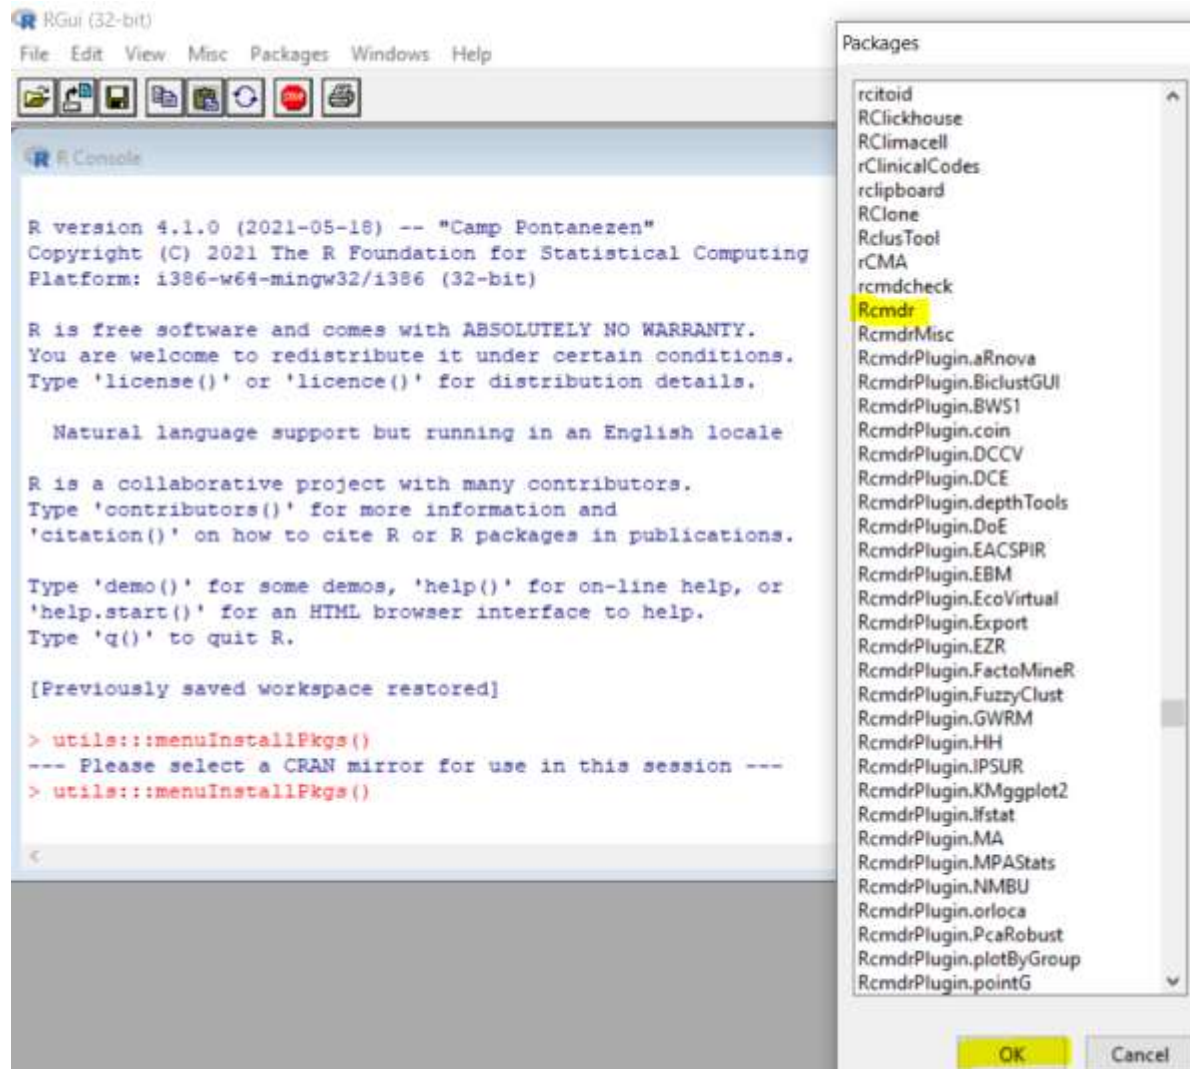 RGui (32-bit)
File Edit View Misc Packages Windows Help
STOP
R Console
R version 4.1.0 (2021-05-18) -- "Camp Pontanezen"
Copyright (C) 2021 The R Foundation for Statistical Computing
Platform: i386-w64-mingw32/i386 (32-bit)
R is free software and comes with ABSOLUTELY NO WARRANTY.
You are welcome to redistribute it under certain conditions.
Type 'license()' or 'licence()' for distribution details.
Natural language support but running in an English locale
R is a collaborative project with many contributors.
Type 'contributors()' for more information and
'citation()' on how to cite R or R packages in publications.
Type 'demo()' for some demos, 'help()' for on-line help, or
'help.start()' for an HTML browser interface to help.
Type 'q()' to quit R.
[Previously saved workspace restored]
> utils:::menuInstallPkgs()
--- Please select a CRAN mirror for use in this session ---
> utils:::menuInstallPkgs()
Packages
rcitoid
RClickhouse
RClimacell
rClinicalCodes
rclipboard
RClone
RclusTool
rCMA
rcmdcheck
Rcmdr
RcmdrMisc
RcmdrPlugin.aRnova
RcmdrPlugin.BiclustGUI
RcmdrPlugin.BWS1
RcmdrPlugin.coin
RcmdrPlugin.DCCV
RcmdrPlugin.DCE
RcmdrPlugin.depthTools
RcmdrPlugin.DoE
RcmdrPlugin.EACSPIR
RcmdrPlugin.EBM
RcmdrPlugin.EcoVirtual
RcmdrPlugin.Export
RcmdrPlugin.EZR
RcmdrPlugin.FactoMineR
RcmdrPlugin.FuzzyClust
RcmdrPlugin.GWRM
RcmdrPlugin.HH
RcmdrPlugin.IPSUR
RcmdrPlugin.KMggplot2
RcmdrPlugin.lfstat
RcmdrPlugin.MA
RcmdrPlugin.MPAStats
RcmdrPlugin.NMBU
RcmdrPlugin.orloca
RcmdrPlugin.PcaRobust
RcmdrPlugin.plotByGroup
RcmdrPlugin.pointG
OK Cancel